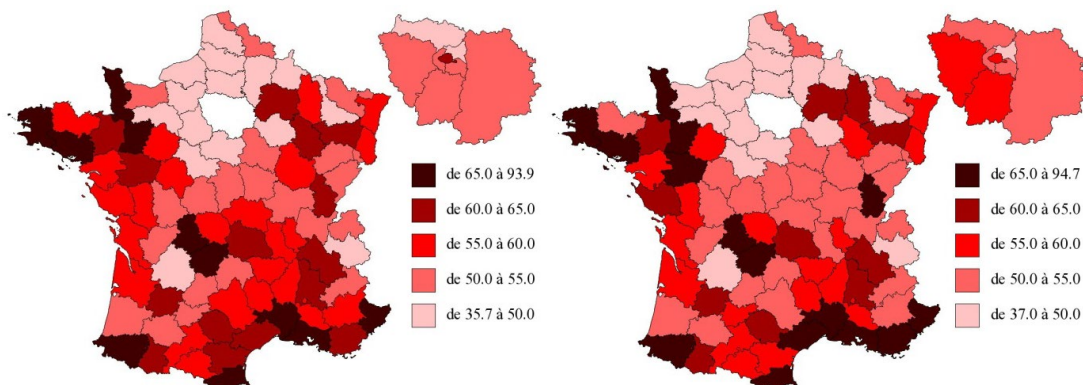 de 65.0 à 93.9
de 60.0 à 65.0
de 55.0 à 60.0
de 50.0 à 55.0
de 35.7 à 50.0
de 65.0 à 94.7
de 60.0 à 65.0
de 55.0 à 60.0
de 50.0 à 55.0
de 37.0 à 50.0